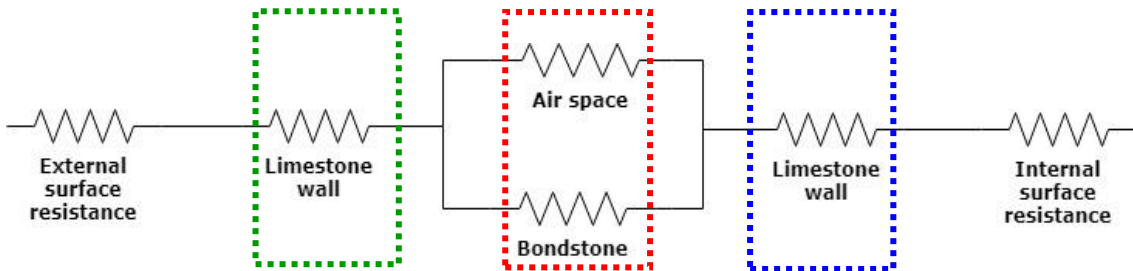 Air space
External
surface
resistance
Limestone
wall
Limestone
wall
Internal
surface
resistance
Bondstone